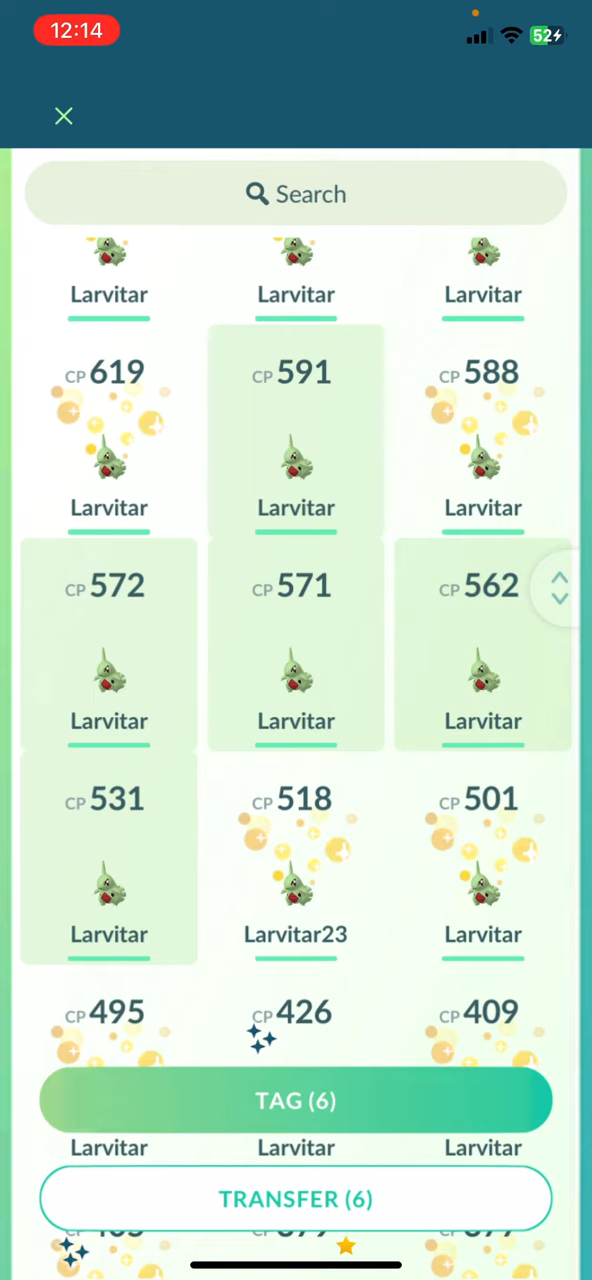 12:14
52
Search
Larvitar Larvitar Larvitar
CP 619 CP 591 CP 588
Larvitar Larvitar Larvitar
CP 572 CP 571 CP 562
Larvitar Larvitar Larvitar
CP 531 CP 518 CP 501
Larvitar Larvitar23 Larvitar
CP 495 CP 426 CP 409
TAG (6)
Larvitar Larvitar Larvitar
TRANSFER (6)